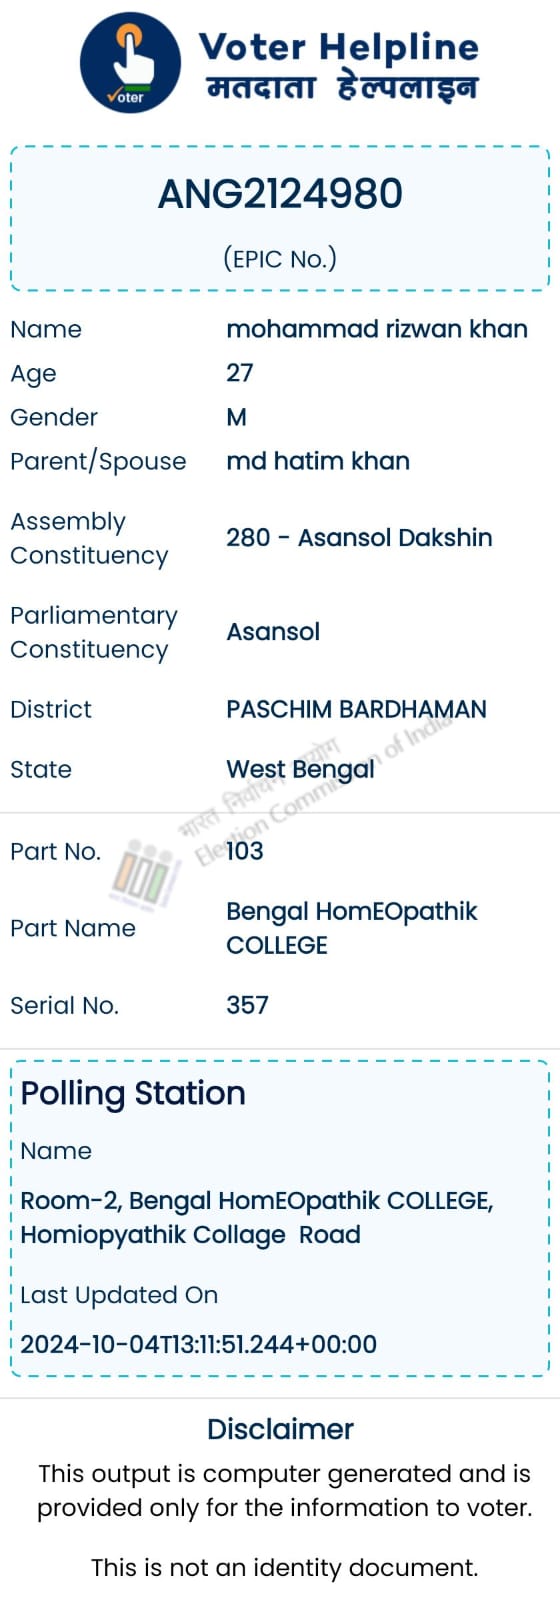 Voter Helpline
मतदाता हेल्पलाइन
Voter
ANG2124980
(EPIC No.)
Name mohammad rizwan khan
Age 27
Gender M
Parent/Spouse md hatim khan
Assembly
Constituency 280 - Asansol Dakshin
Parliamentary
Constituency Asansol
District PASCHIM BARDHAMAN
State West Bengal
भारत निर्वाचन आयोग
Election Commission of India
Part No. 103
Part Name Bengal HomEOpathik
COLLEGE
Serial No. 357
Polling Station
Name
Room-2, Bengal HomEOpathik COLLEGE,
Homiopyathik Collage Road
Last Updated On
2024-10-04T13:11:51.244+00:00
Disclaimer
This output is computer generated and is
provided only for the information to voter.
This is not an identity document.